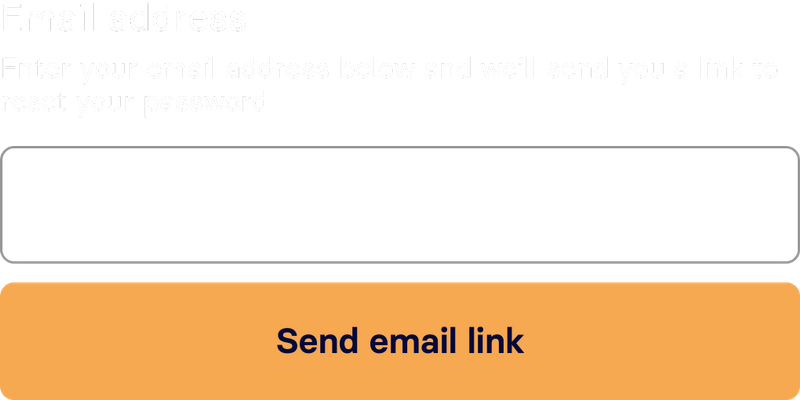 Email address
Enter your email address below and we'll send you a link to
reset your password
Send email link